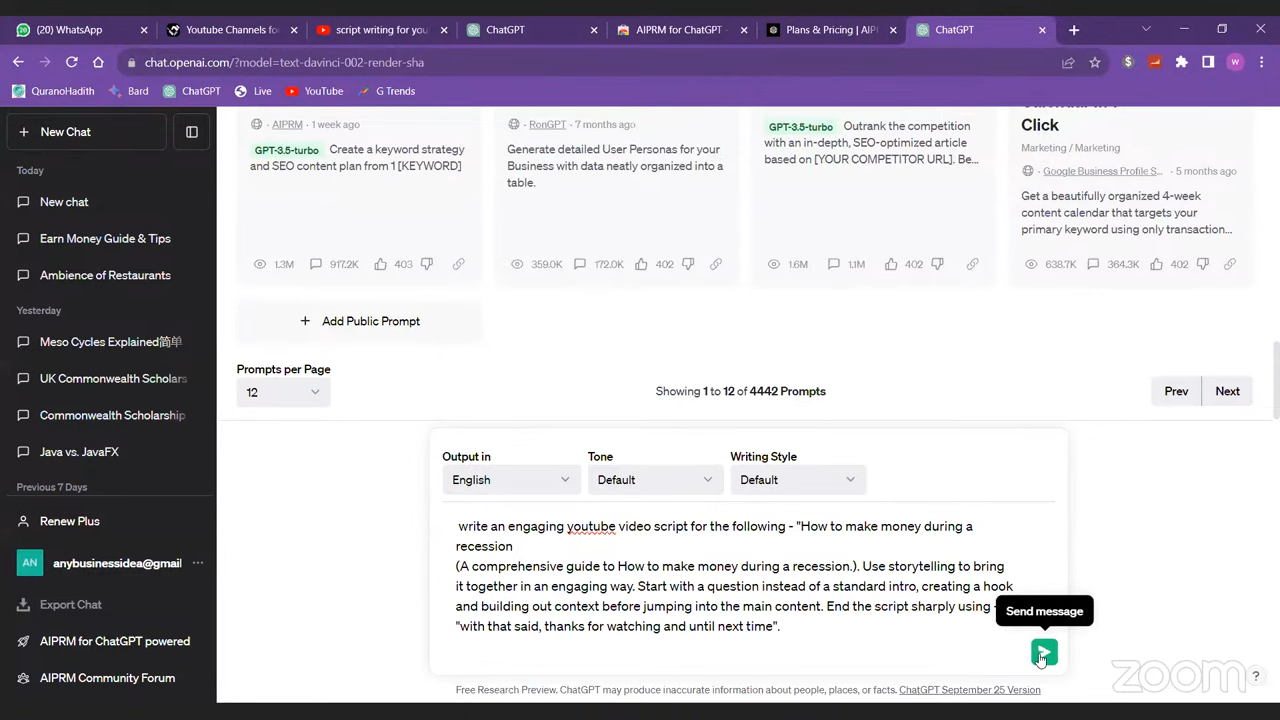 (20) WhatsApp
Youtube Channels fo
script writing for you
ChatGPT
AIPRM for ChatGPT -
Plans & Pricing | AIP
ChatGPT
chat.openai.com/?model=text-davinci-002-render-sha
QuranoHadith
Bard
ChatGPT
Live
YouTube
G Trends
New Chat
Today
New chat
Earn Money Guide & Tips
Ambience of Restaurants
Yesterday
Meso Cycles Explained简单
UK Commonwealth Scholars
Commonwealth Scholarship
Java vs. JavaFX
Previous 7 Days
Renew Plus
AN
anybusinessidea@gmail
Export Chat
AIPRM for ChatGPT powered
AIPRM Community Forum
AIPRM · 1 week ago
GPT-3.5-turbo Create a keyword strategy
and SEO content plan from 1 [KEYWORD]
1.3M 917.2K 403
RonGPT · 7 months ago
Generate detailed User Personas for your
Business with data neatly organized into a
table.
359.0K 172.0K 402
GPT-3.5-turbo Outrank the competition
with an in-depth, SEO-optimized article
based on [YOUR COMPETITOR URL]. Be...
1.6M 1.1M 402
Click
Marketing / Marketing
Google Business Profile S... · 5 months ago
Get a beautifully organized 4-week
content calendar that targets your
primary keyword using only transaction...
638.7K 364.3K 402
+ Add Public Prompt
Prompts per Page
12
Showing 1 to 12 of 4442 Prompts
Prev
Next
Output in
English
Tone
Default
Writing Style
Default
write an engaging youtube video script for the following - "How to make money during a
recession
(A comprehensive guide to How to make money during a recession.). Use storytelling to bring
it together in an engaging way. Start with a question instead of a standard intro, creating a hook
and building out context before jumping into the main content. End the script sharply using -
"with that said, thanks for watching and until next time".
Send message
Free Research Preview. ChatGPT may produce inaccurate information about people, places, or facts. ChatGPT September 25 Version
zoom
?